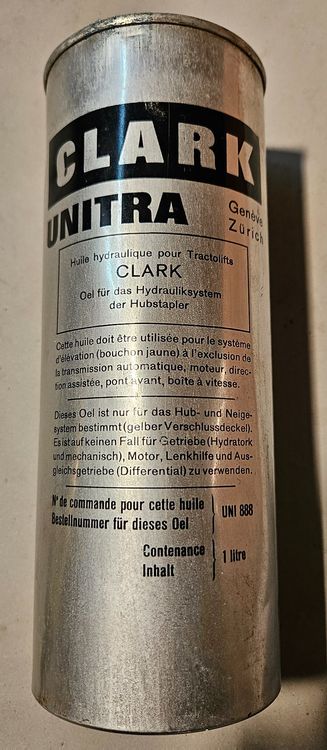 CLARK
UNITRA
Genève
Zürich
Huile hydraulique pour Tractolifts
CLARK
Oel für das Hydrauliksystem
der Hubstapler
Cette huile doit être utilisée pour le système
d'élévation (bouchon jaune) à l'exclusion de
la transmission automatique, moteur, direc-
tion assistée, pont avant, boîte à vitesse.
Dieses Oel ist nur für das Hub- und Neige-
system bestimmt (gelber Verschlussdeckel).
Es ist auf keinen Fall für Getriebe (Hydratork
und mechanisch), Motor, Lenkhilfe und Aus-
gleichsgetriebe (Differential) zu verwenden.
N° de commande pour cette huile
Bestellnummer für dieses Oel
UNI 888
Contenance
Inhalt
1 litre